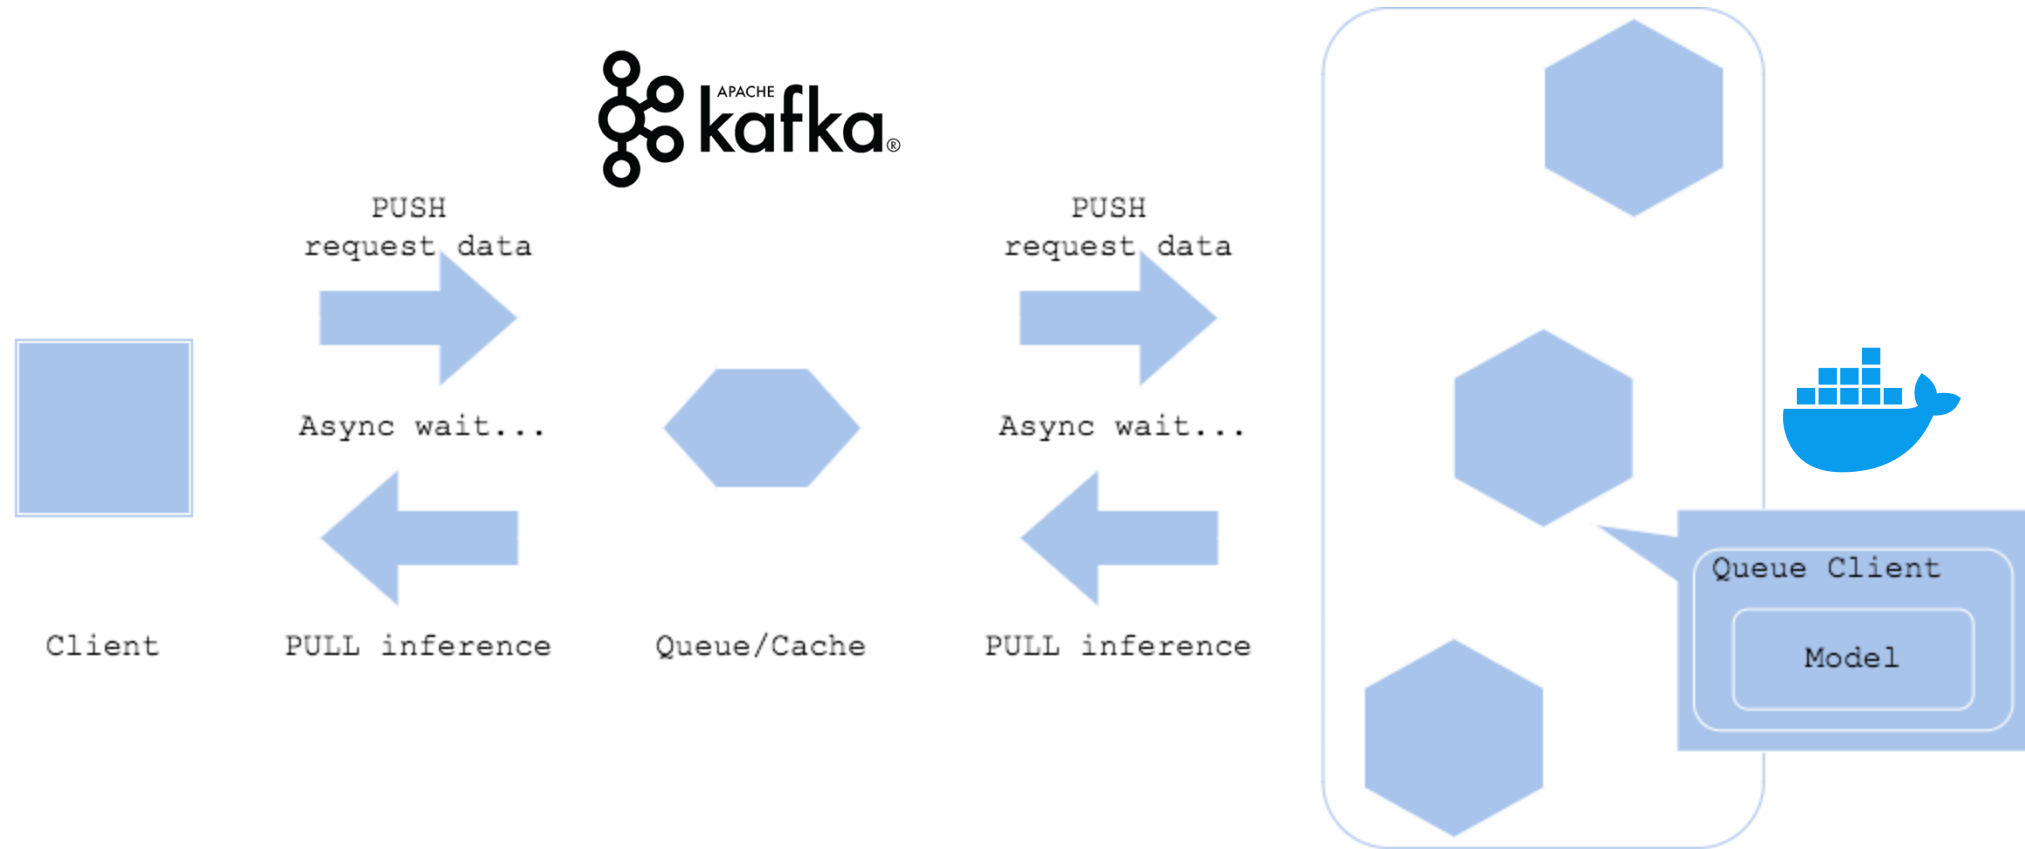 APACHE
kafka®
PUSH
request data
Async wait...
PULL inference
PUSH
request data
Async wait...
PULL inference
Client
Queue/Cache
Queue Client
Model